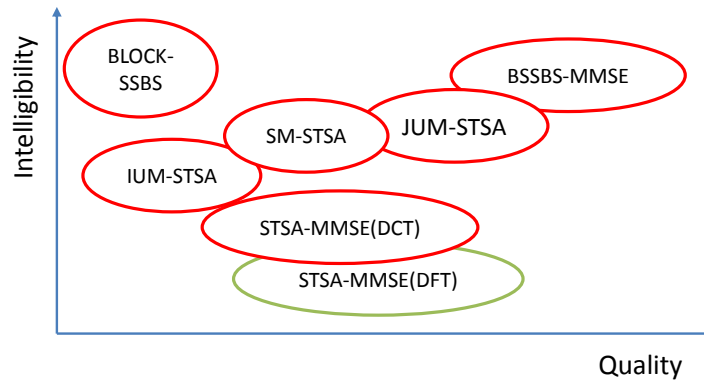 BLOCK-
SSBS
BSSBS-MMSE
SM-STSA
JUM-STSA
IUM-STSA
STSA-MMSE(DCT)
STSA-MMSE(DFT)
Intelligibility
Quality